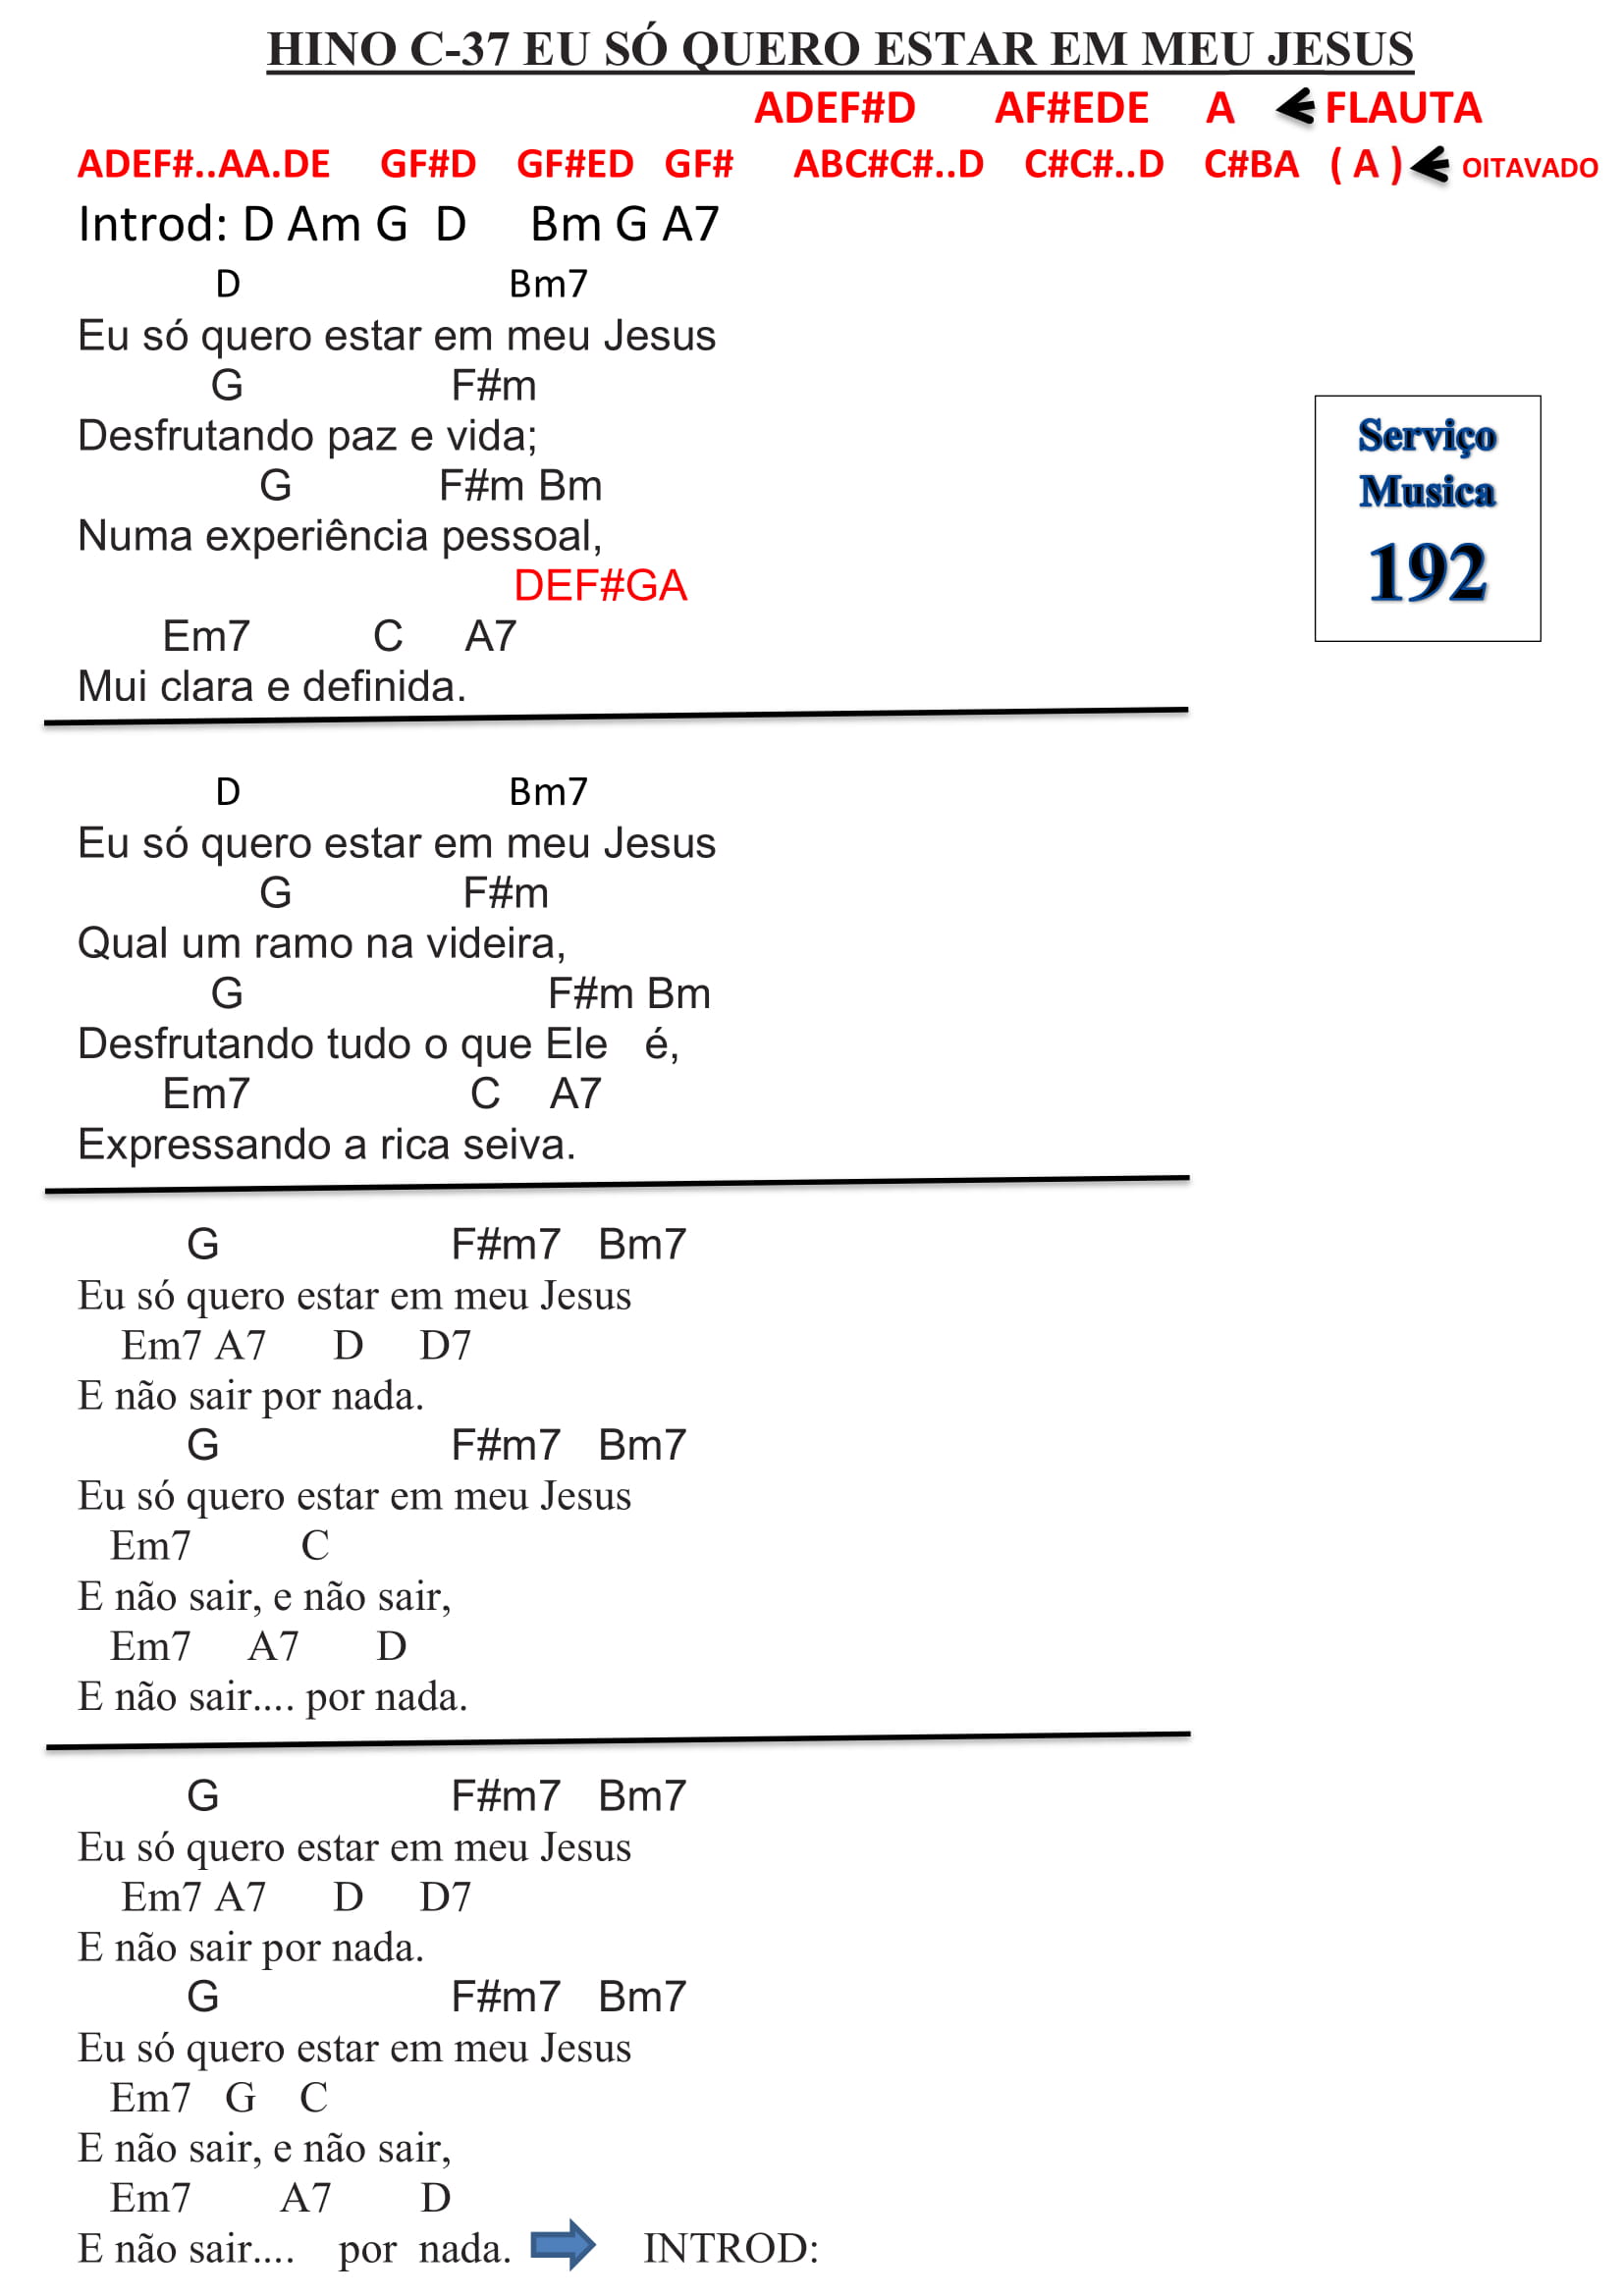 HINO C-37 EU SÓ QUERO ESTAR EM MEU JESUS
ADEF#D AF#EDE A FLAUTA
ADEF#..AA.DE GF#D GF#ED GF# ABC#C#..D C#C#..D C#BA ( A ) OITAVADO
Introd: D Am G D Bm G A7
D Bm7
Eu só quero estar em meu Jesus
G F#m
Desfrutando paz e vida;
G F#m Bm
Numa experiência pessoal,
DEF#GA
Em7 C A7
Mui clara e definida.
Serviço
Musica
192
D Bm7
Eu só quero estar em meu Jesus
G F#m
Qual um ramo na videira,
G F#m Bm
Desfrutando tudo o que Ele é,
Em7 C A7
Expressando a rica seiva.
G F#m7 Bm7
Eu só quero estar em meu Jesus
Em7 A7 D D7
E não sair por nada.
G F#m7 Bm7
Eu só quero estar em meu Jesus
Em7 C
E não sair, e não sair,
Em7 A7 D
E não sair.... por nada.
G F#m7 Bm7
Eu só quero estar em meu Jesus
Em7 A7 D D7
E não sair por nada.
G F#m7 Bm7
Eu só quero estar em meu Jesus
Em7 G C
E não sair, e não sair,
Em7 A7 D
E não sair.... por nada. INTROD: